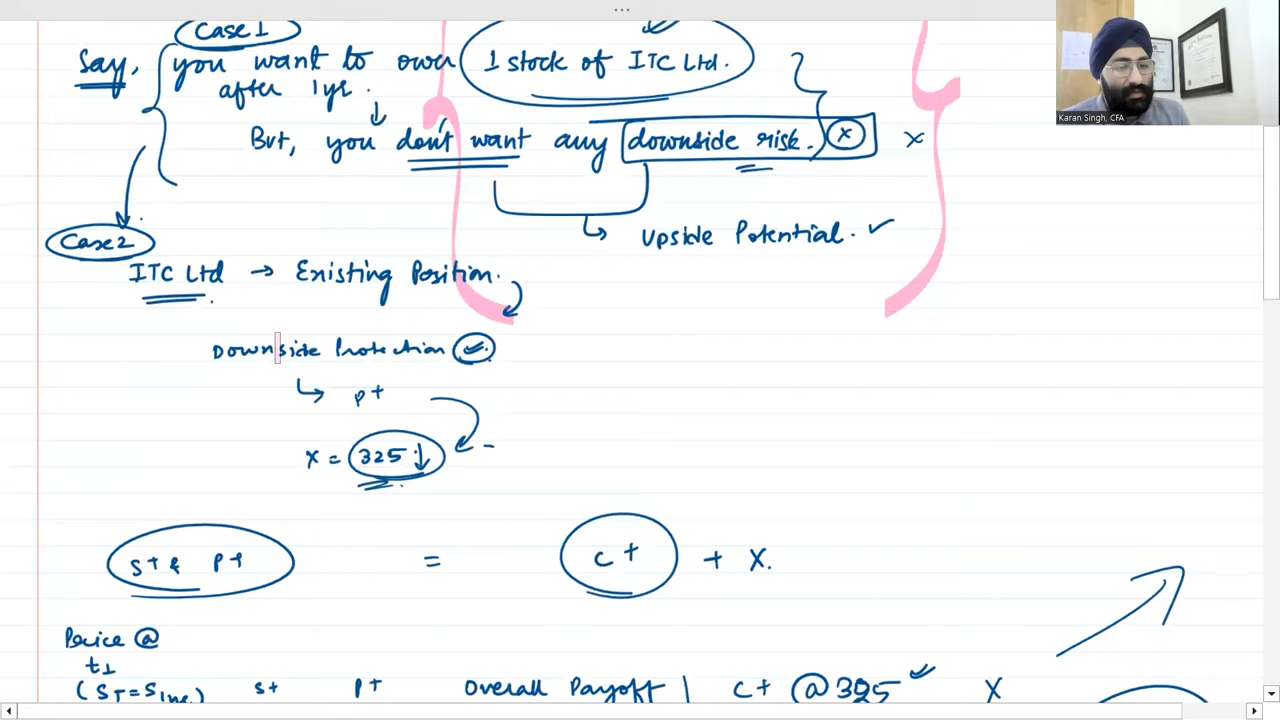 Case 1
Say, you want to own 1 stock of ITC Ltd.
after 1yr.
But, you don't want any downside risk. x x
Upside Potential.
Case 2
ITC Ltd → Existing Position.
Downside Protection
p+
X = 325 ↓
S+ & P+ = C+ + X.
Price @
t1
S+ P+ Overall Payoff | C+ @325 X
Karan Singh, CFA